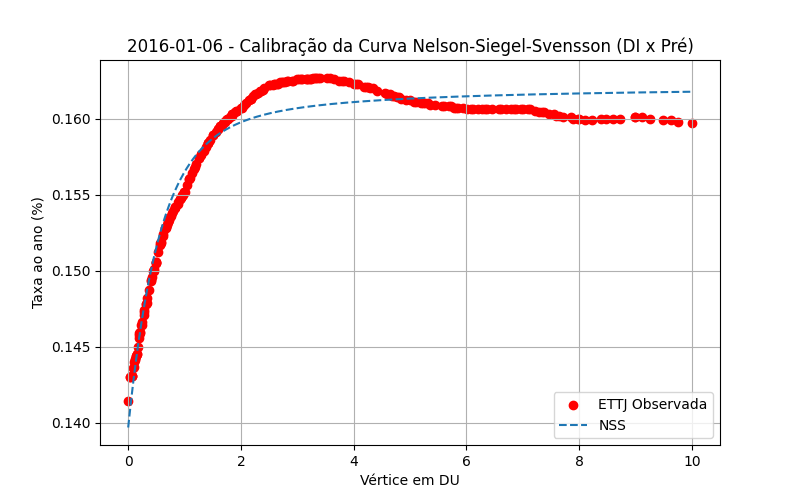 2016-01-06 - Calibração da Curva Nelson-Siegel-Svensson (DI x Pré)
Taxa ao ano (%)
0.160
0.155
0.150
0.145
0.140
ETTJ Observada
NSS
0 2 4 6 8 10
Vértice em DU